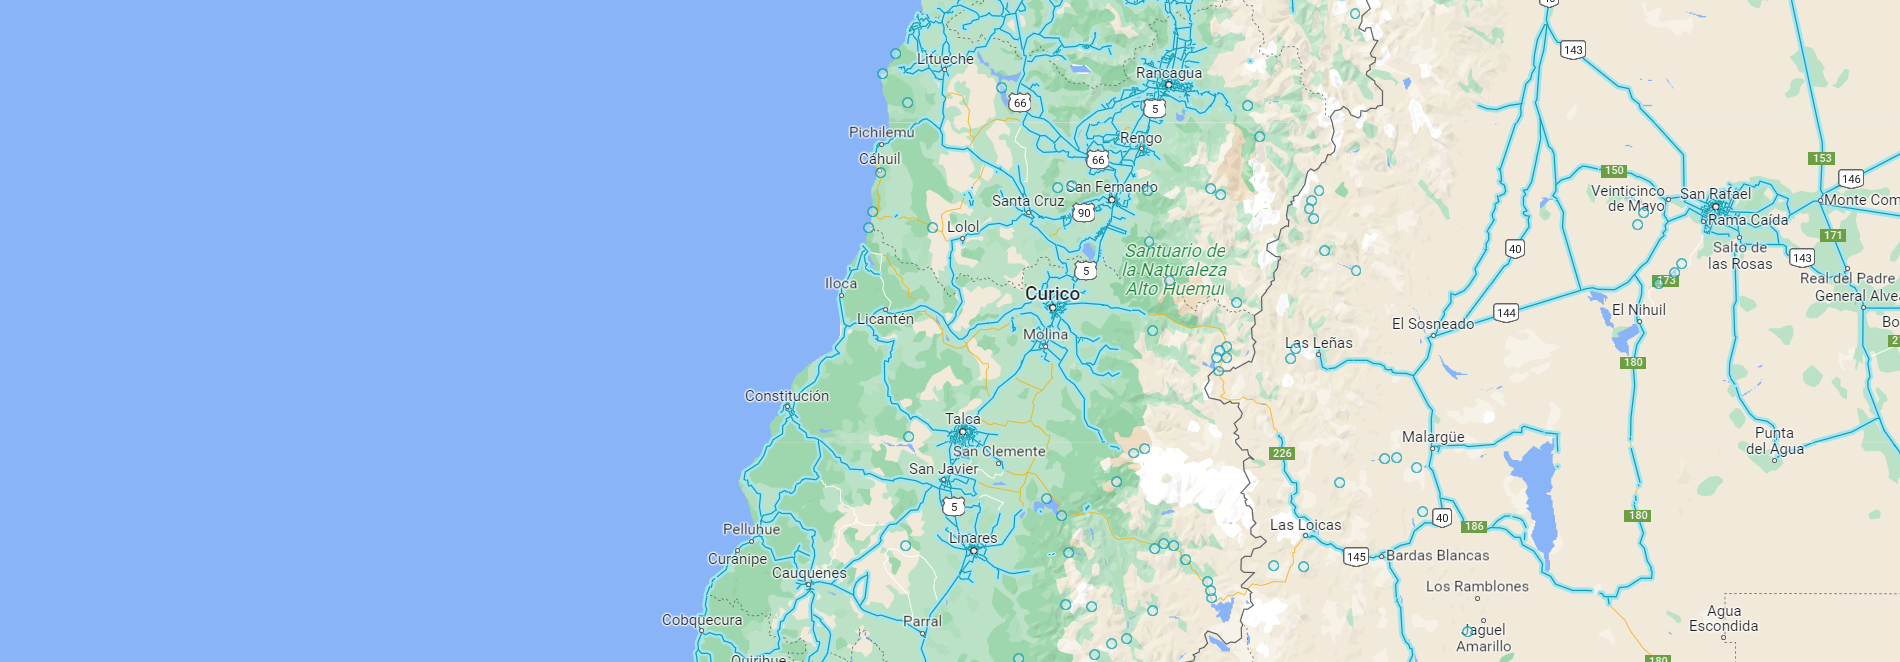 40
143
Litueche
Rancagua
66
5
Pichilemu
Rengo
Cáhuil
66
153
150
146
San Fernando
Veinticinco
de Mayo
San Rafael
Santa Cruz
90
Monte Com
Rama Caída
Lolol
171
Santuario de
la Naturaleza
Alto Huemul
40
Salto de
las Rosas
143
5
Iloca
173
Real del Padre
Curico
General Alve
Licantén
144
El Nihuil
El Sosneado
Bo
Molina
Las Leñas
180
Constitución
Talca
Malargüe
Punta
del Agua
San Clemente
226
San Javier
5
Pelluhue
40
180
Las Loicas
186
Linares
Curanipe
145
Bardas Blancas
Cauquenes
Los Ramblones
Cobquecura
Parral
Agua
Escondida
Jaguel
Amarillo
Quirihue
180